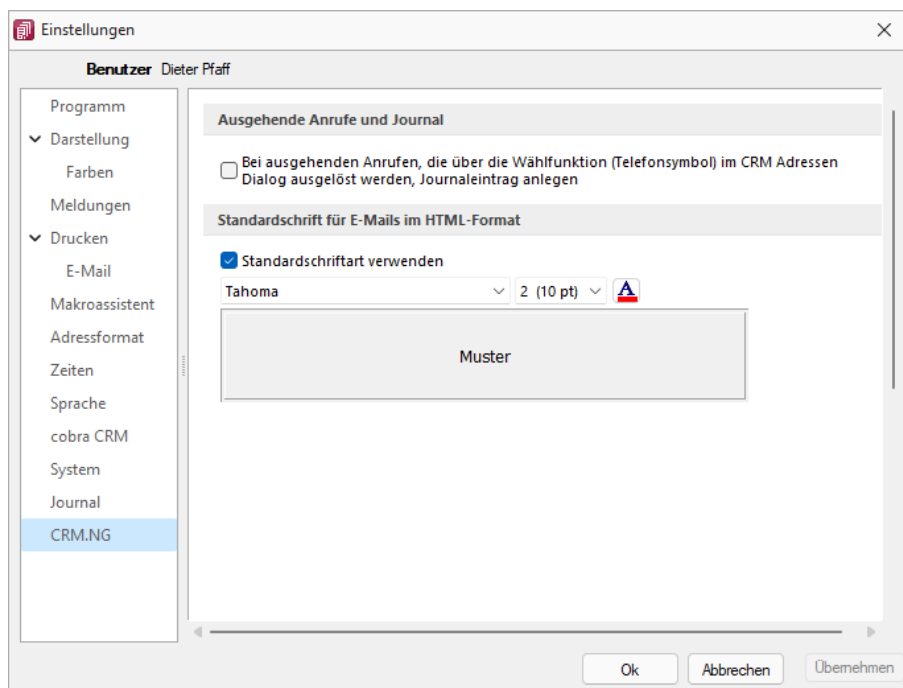 Einstellungen
Benutzer Dieter Pfaff
Programm
Darstellung
Farben
Meldungen
Drucken
E-Mail
Makroassistent
Adressformat
Zeiten
Sprache
cobra CRM
System
Journal
CRM.NG
Ausgehende Anrufe und Journal
Bei ausgehenden Anrufen, die über die Wählfunktion (Telefonsymbol) im CRM Adressen
Dialog ausgelöst werden, Journaleintrag anlegen
Standardschrift für E-Mails im HTML-Format
Standardschriftart verwenden
Tahoma 2 (10 pt) A
Muster
Ok Abbrechen Übernehmen